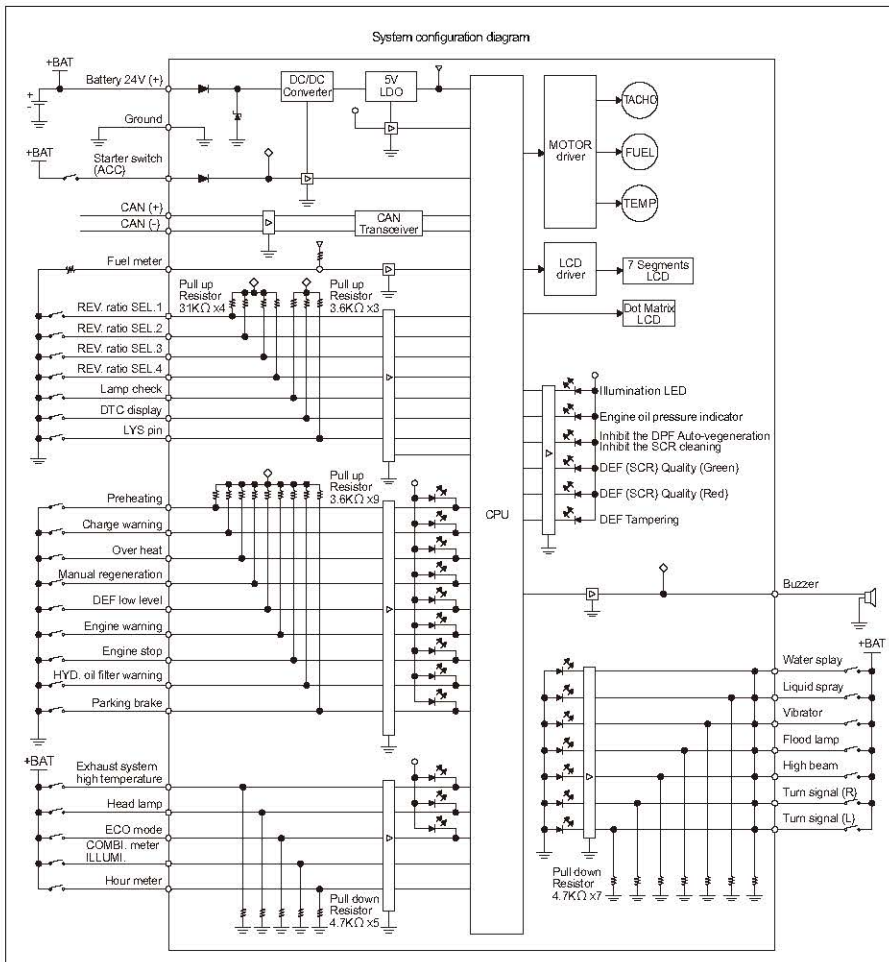 System configuration diagram
+BAT
Battery 24V (+)
DC/DC
Converter
5V
LDO
+
-
Ground
+BAT
Starter switch
(ACC)
CAN (+)
CAN (-)
CAN
Transceiver
Fuel meter
Pull up
Resistor
31KΩ x4
Pull up
Resistor
3.6KΩ x3
REV. ratio SEL.1
REV. ratio SEL.2
REV. ratio SEL.3
REV. ratio SEL.4
Lamp check
DTC display
LYS pin
Pull up
Resistor
3.6KΩ x9
Preheating
Charge warning
Over heat
Manual regeneration
DEF low level
Engine warning
Engine stop
HYD. oil filter warning
Parking brake
+BAT
Exhaust system
high temperature
Head lamp
ECO mode
COMBI. meter
ILLUMI.
Hour meter
Pull down
Resistor
4.7KΩ x5
CPU
MOTOR
driver
TACHO
FUEL
TEMP
LCD
driver
7 Segments
LCD
Dot Matrix
LCD
Illumination LED
Engine oil pressure indicator
Inhibit the DPF Auto-vegeneration
Inhibit the SCR cleaning
DEF (SCR) Quality (Green)
DEF (SCR) Quality (Red)
DEF Tampering
Buzzer
+BAT
Water splay
Liquid spray
Vibrator
Flood lamp
High beam
Turn signal (R)
Turn signal (L)
Pull down
Resistor
4.7KΩ x7